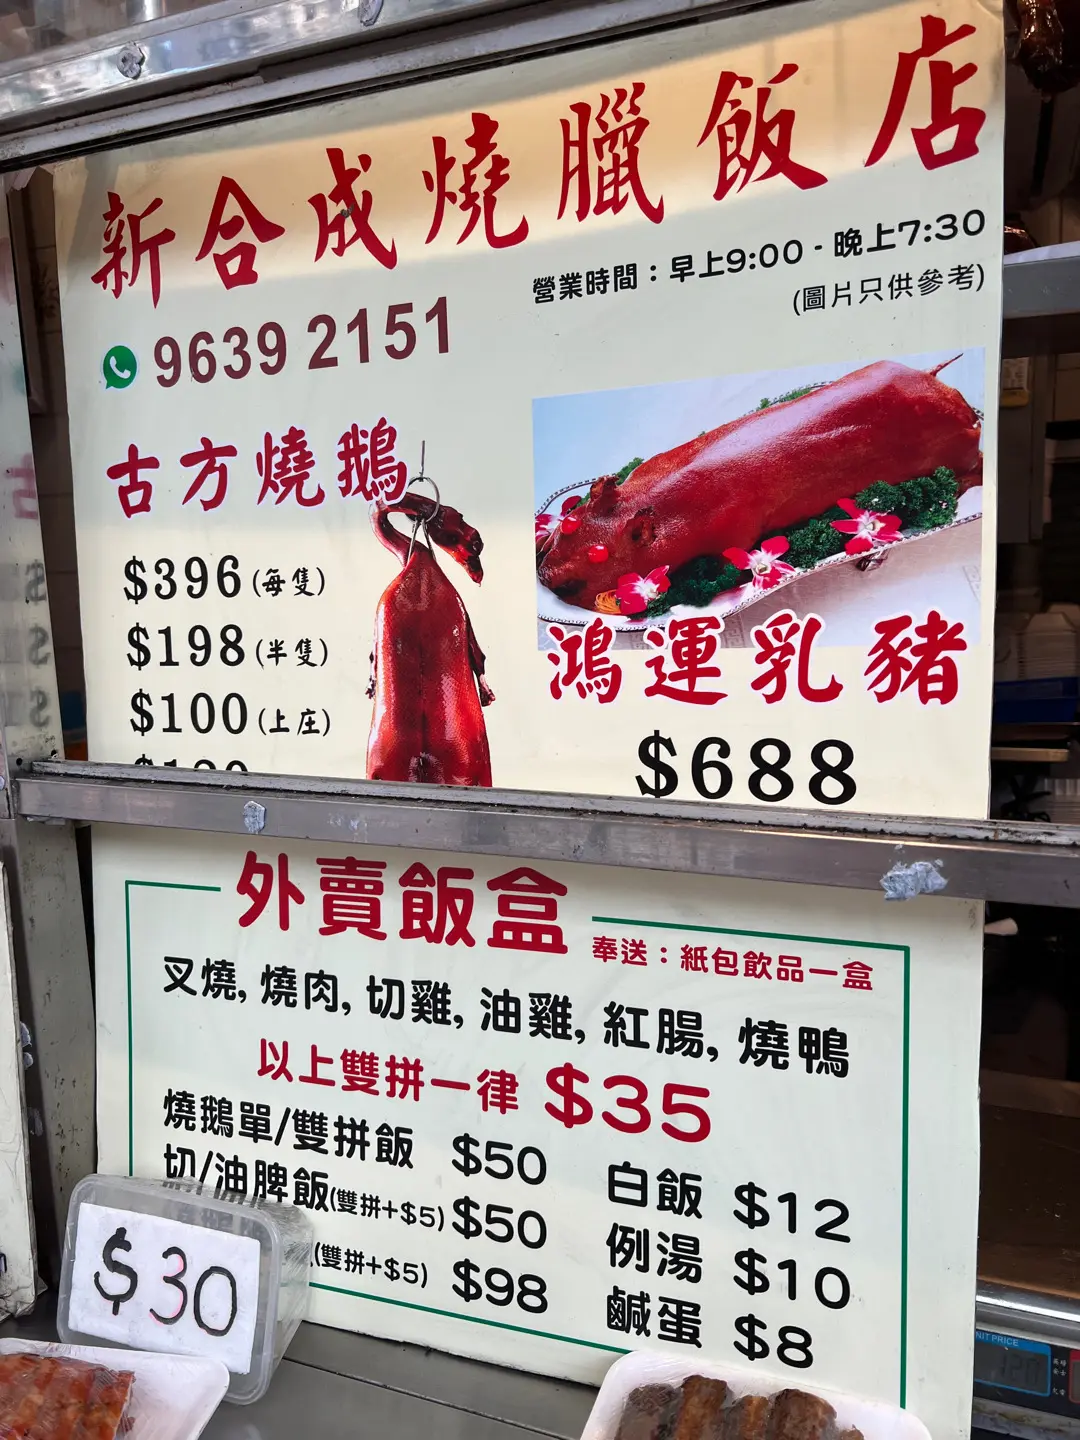 新合成燒臘飯店
營業時間：早上9:00 - 晚上7:30
(圖片只供參考)
9639 2151
古方燒鵝
$396 (每隻)
$198 (半隻)
$100 (上庄)
鴻運乳豬
$688
外賣飯盒
奉送：紙包飲品一盒
叉燒, 燒肉, 切雞, 油雞, 紅腸, 燒鴨
以上雙拼一律 $35
燒鵝單/雙拼飯 $50
切/油脾飯(雙拼+$5) $50
(雙拼+$5) $98
白飯 $12
例湯 $10
鹹蛋 $8
$30
NIT PRICE